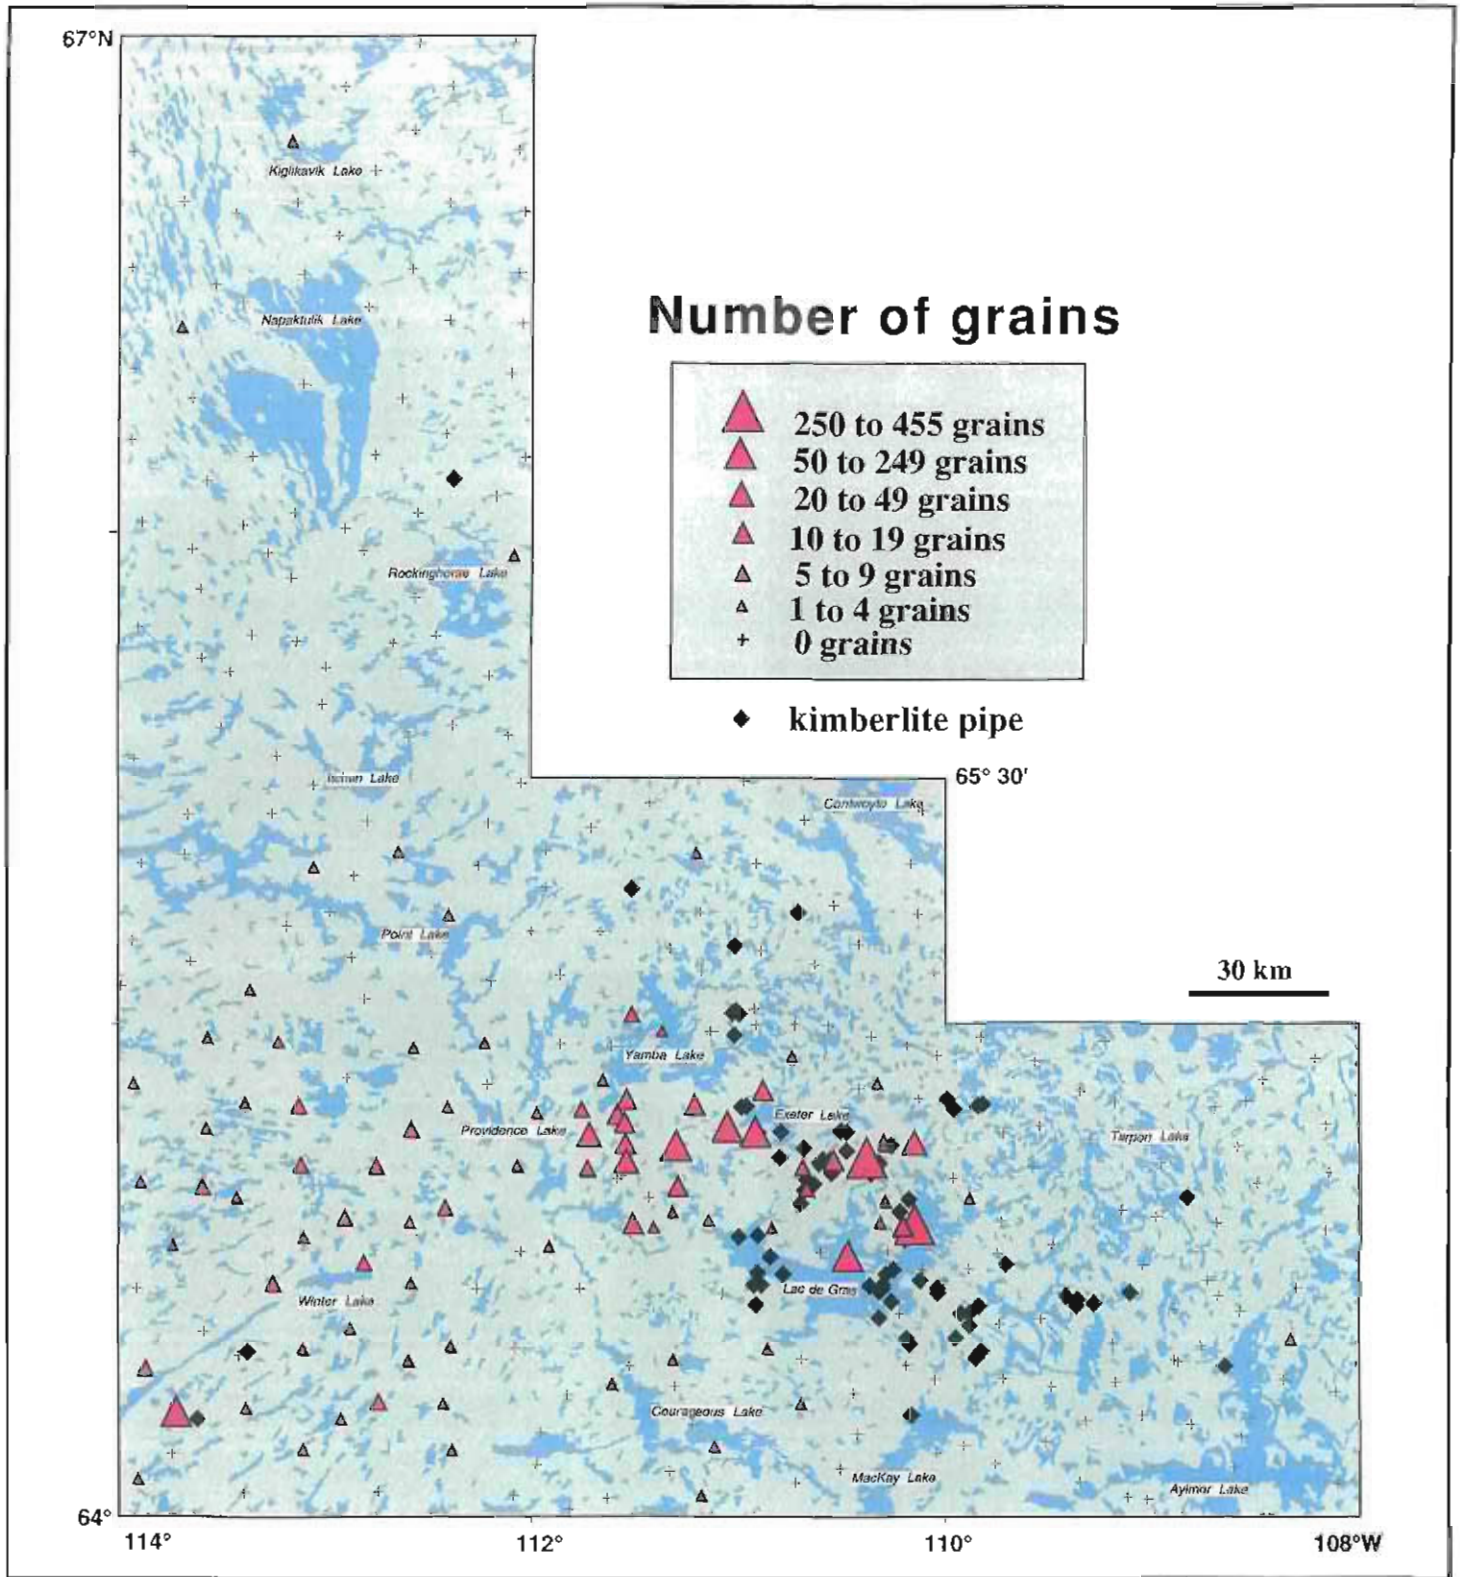 67°N
Kiglikavik Lake
Napaktulik Lake
Number of grains
250 to 455 grains
50 to 249 grains
20 to 49 grains
10 to 19 grains
5 to 9 grains
1 to 4 grains
0 grains
kimberlite pipe
Rockinghorse Lake
Lake
65° 30'
Contwoyto Lake
Point Lake
30 km
Yamba Lake
Exeter Lake
Providence Lake
Tarpon Lake
Lac de Gras
Winter Lake
Courageous Lake
MacKay Lake
Aylmer Lake
64°
114°
112°
110°
108°W